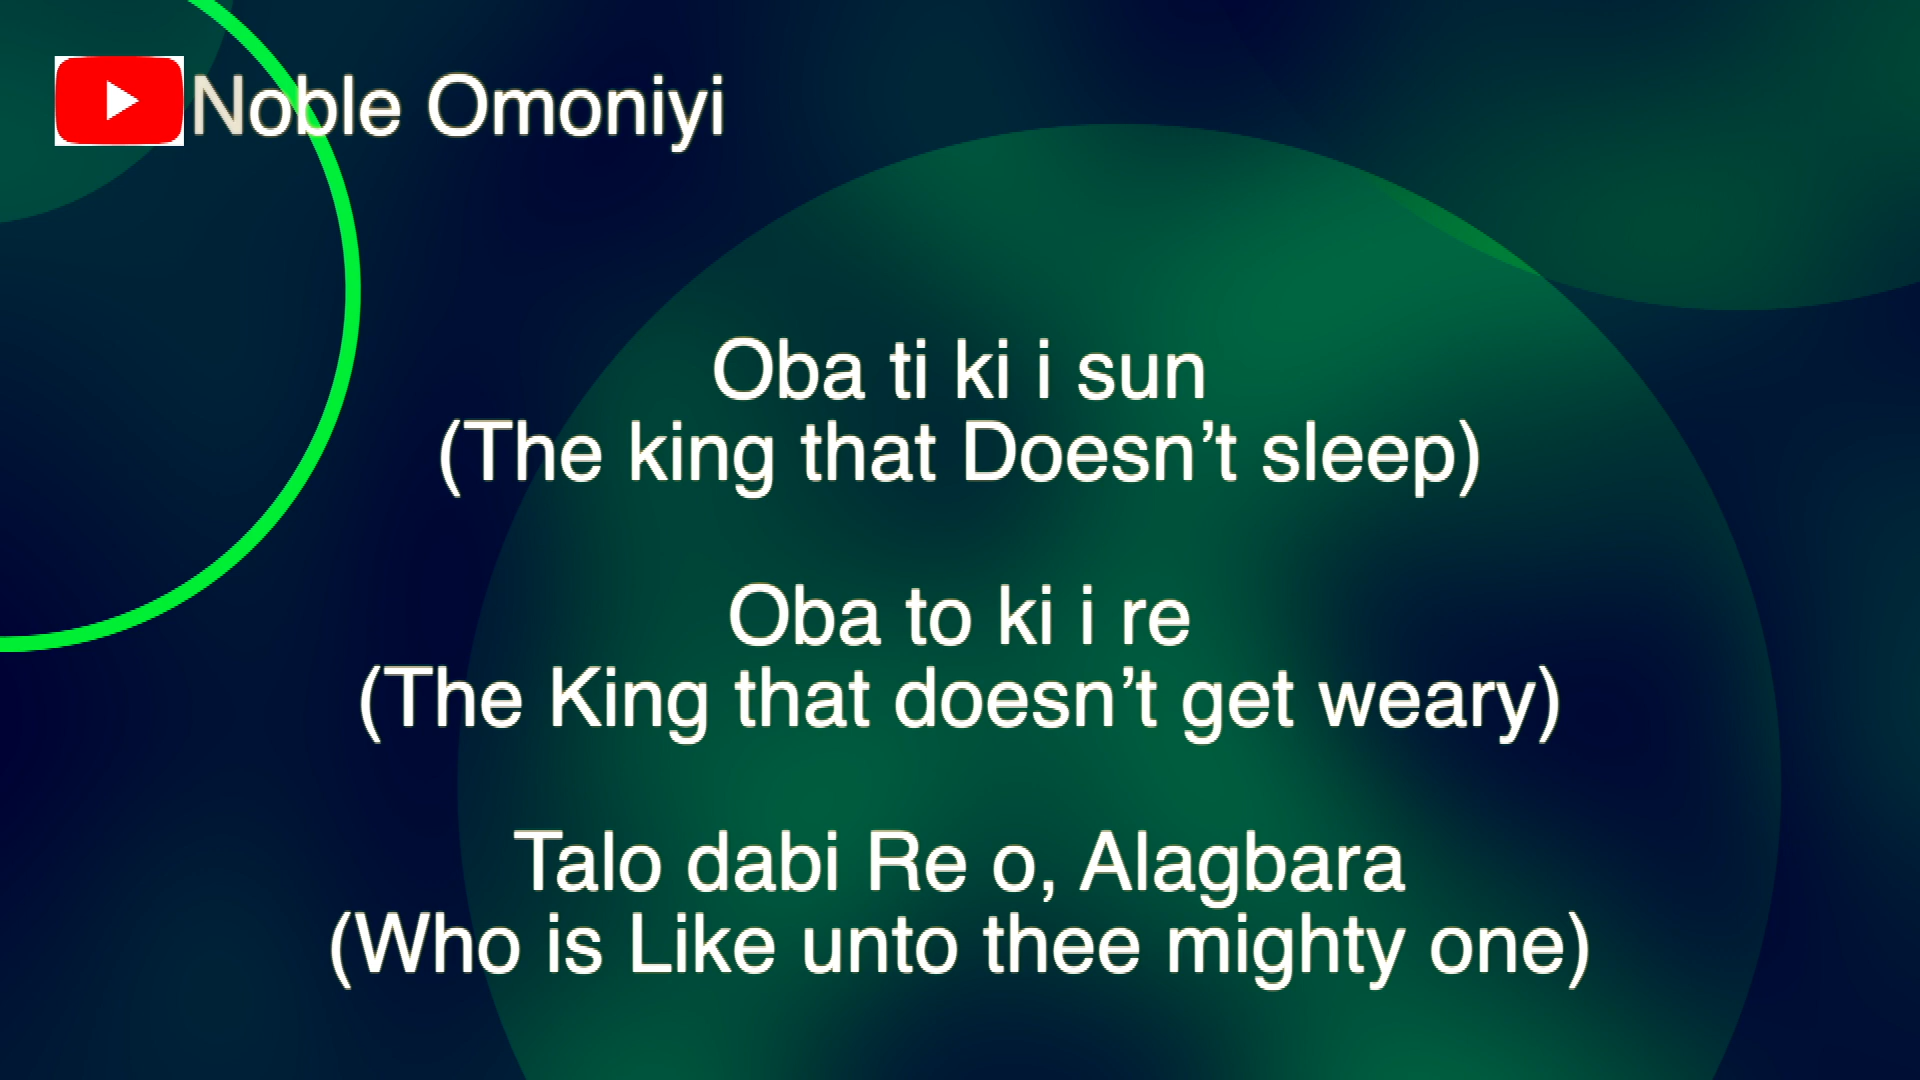 Noble Omoniyi
Oba ti ki i sun
(The king that Doesn’t sleep)
Oba to ki i re
(The King that doesn’t get weary)
Talo dabi Re o, Alagbara
(Who is Like unto thee mighty one)